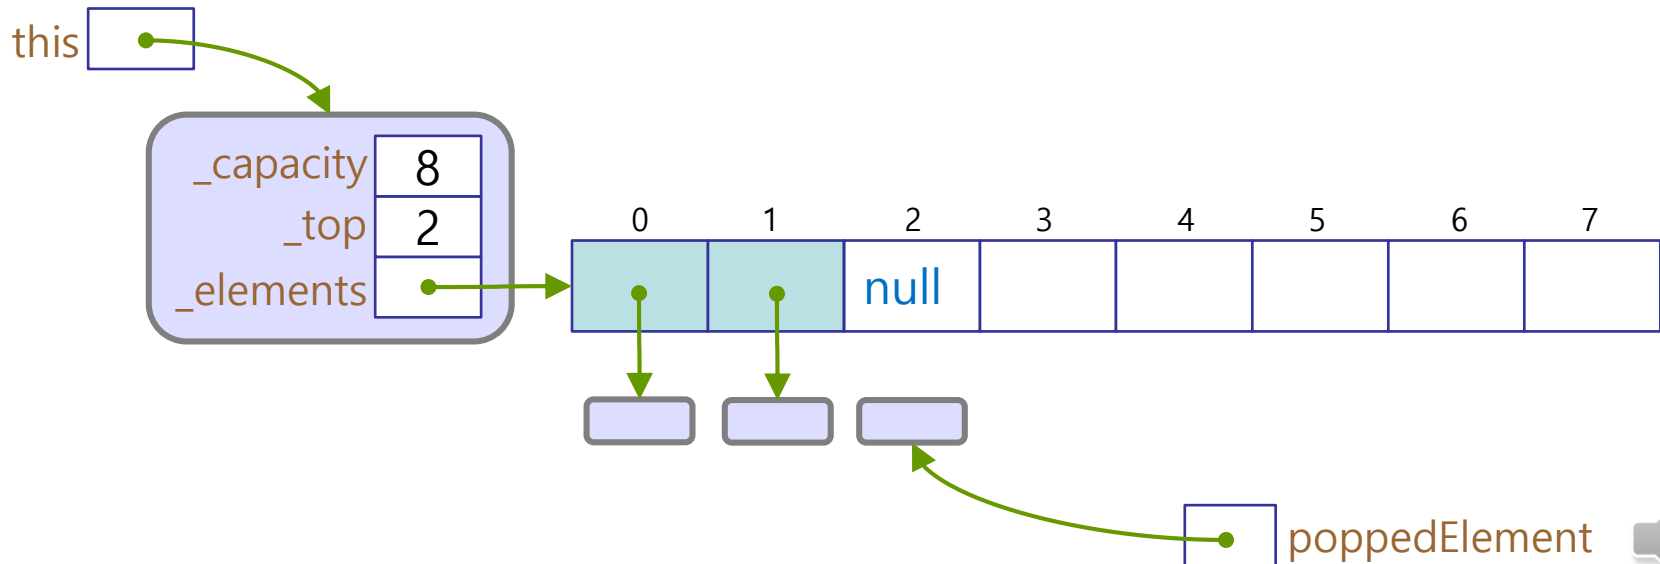 this
_capacity 8
_top 2
_elements
0 1 2 3 4 5 6 7
null
poppedElement